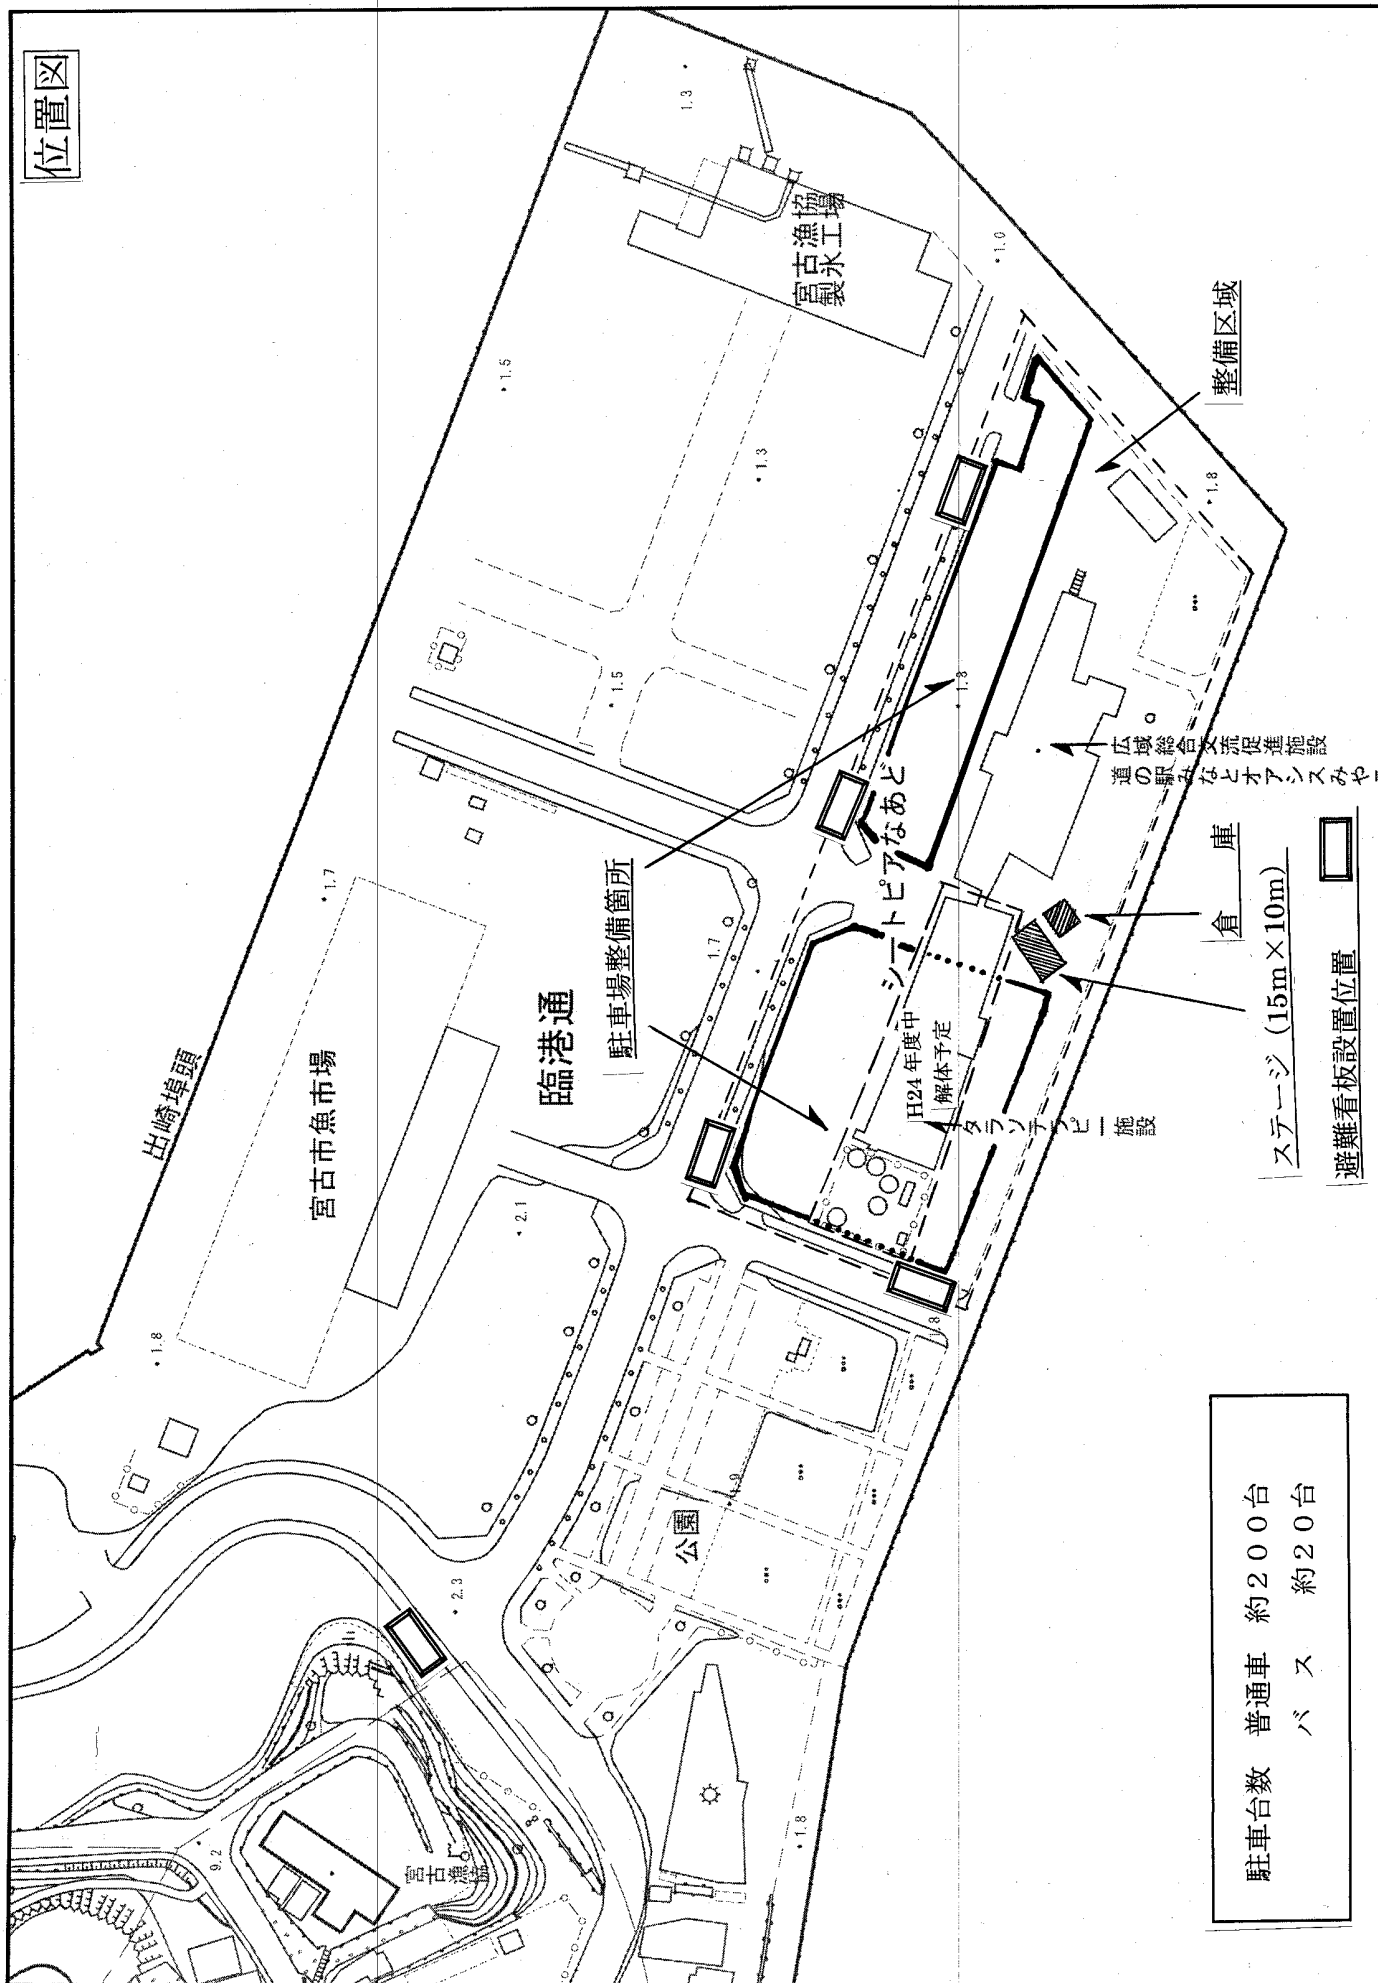 位置図
1.3
宮古漁協
製氷工場
1.0
1.5
1.3
整備区域
1.8
1.5
1.8
広域総合交流促進施設
道の駅みなとオアシスみや
シートピアなあど
駐車場整備箇所
1.7
臨港通
1.7
倉 庫
ステージ (15m×10m)
避難看板設置位置
出崎埠頭
宮古市魚市場
H24年度中
解体予定
タラソテラピー施設
1.8
2.1
1.8
公園
1.9
2.3
宮古漁協
9.2
1.8
駐車台数 普通車 約200台
バ ス 約20台